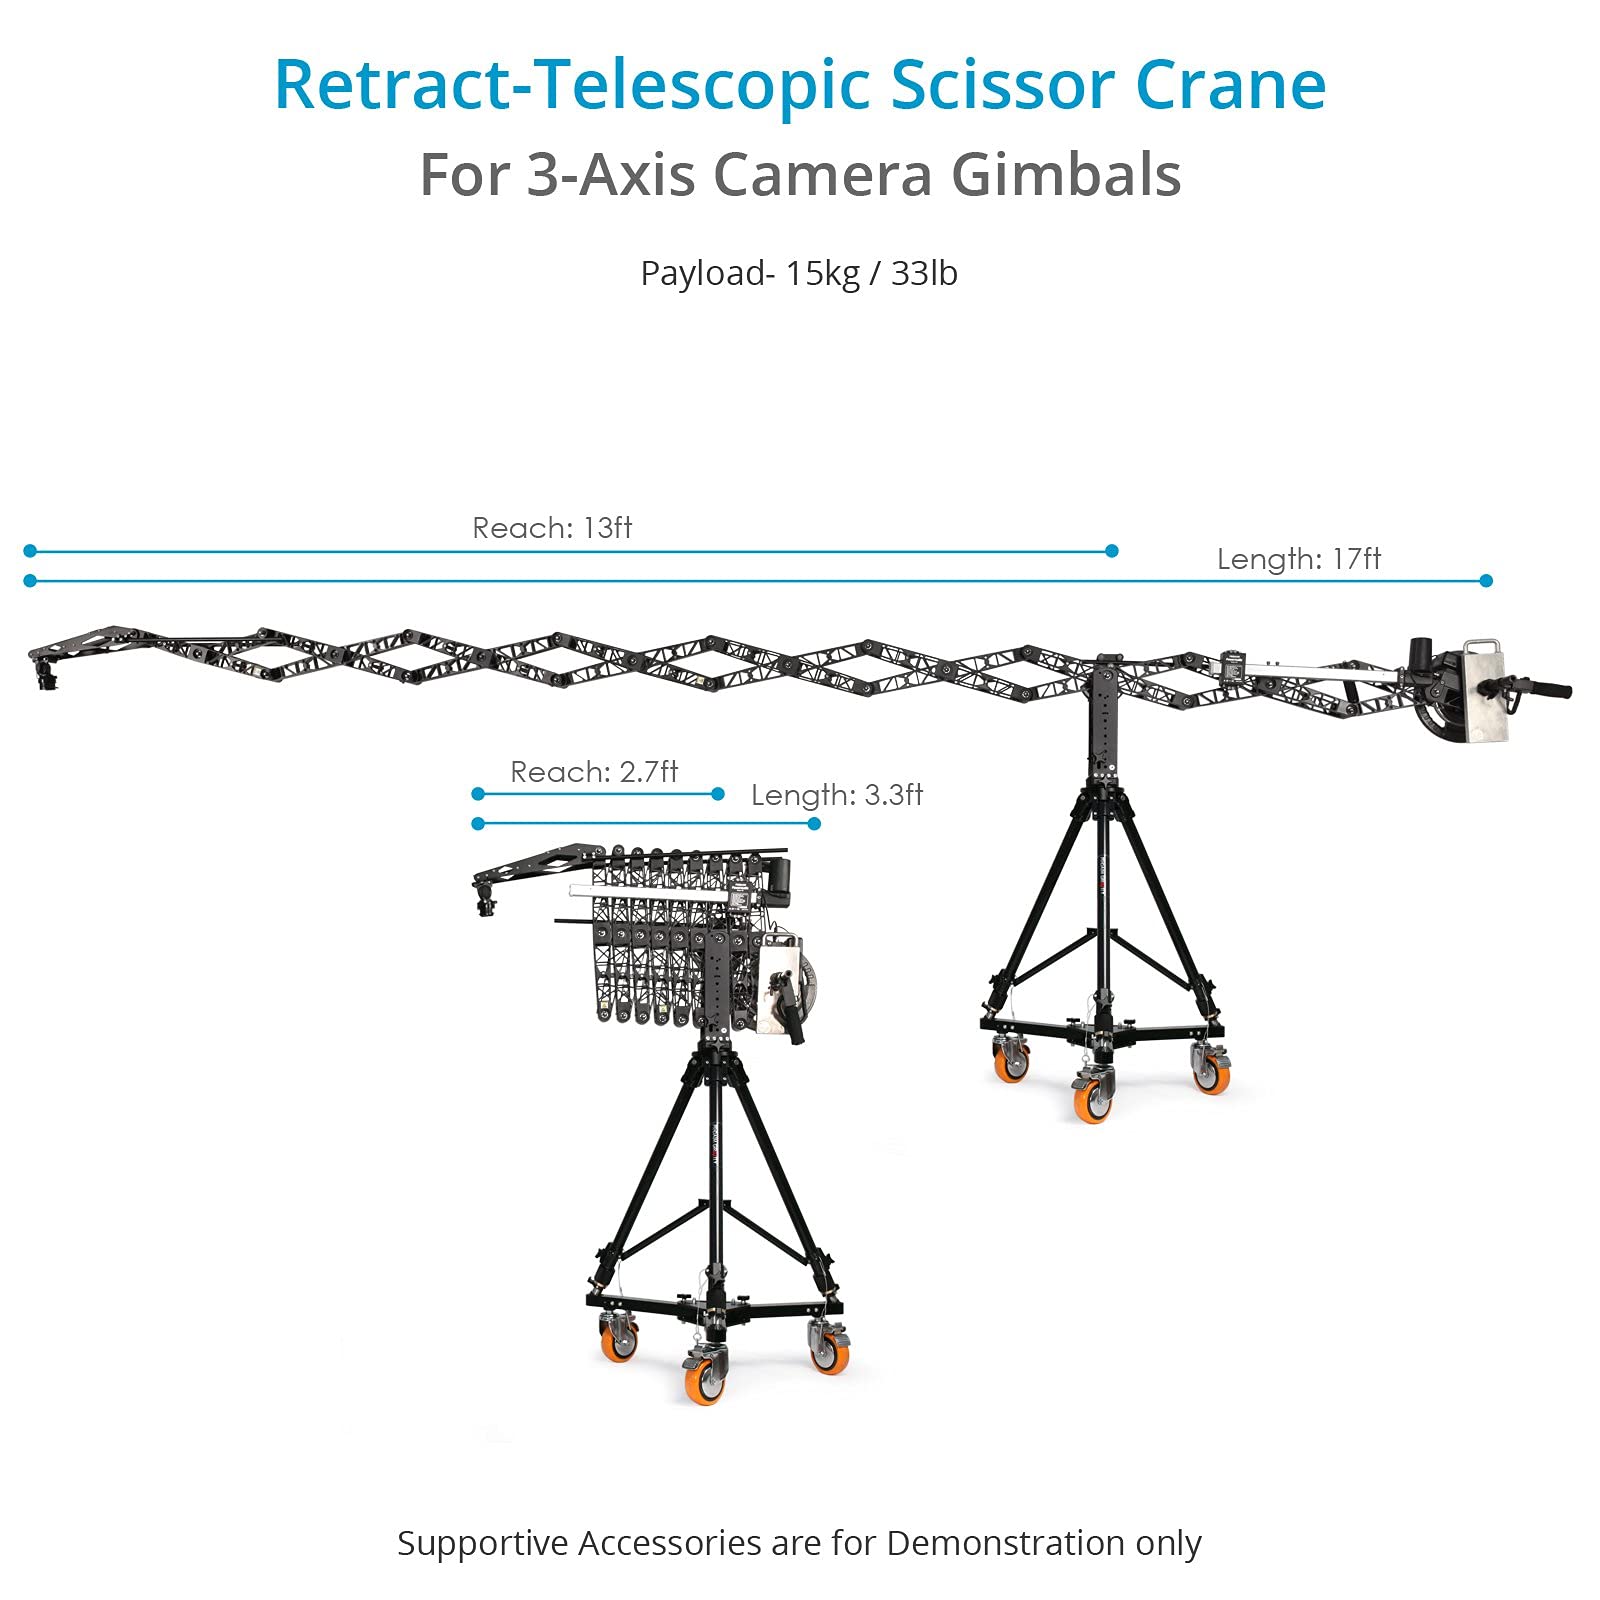 Retract-Telescopic Scissor Crane
For 3-Axis Camera Gimbals
Payload- 15kg / 33lb
Reach: 13ft
Length: 17ft
Reach: 2.7ft
Length: 3.3ft
Supportive Accessories are for Demonstration only